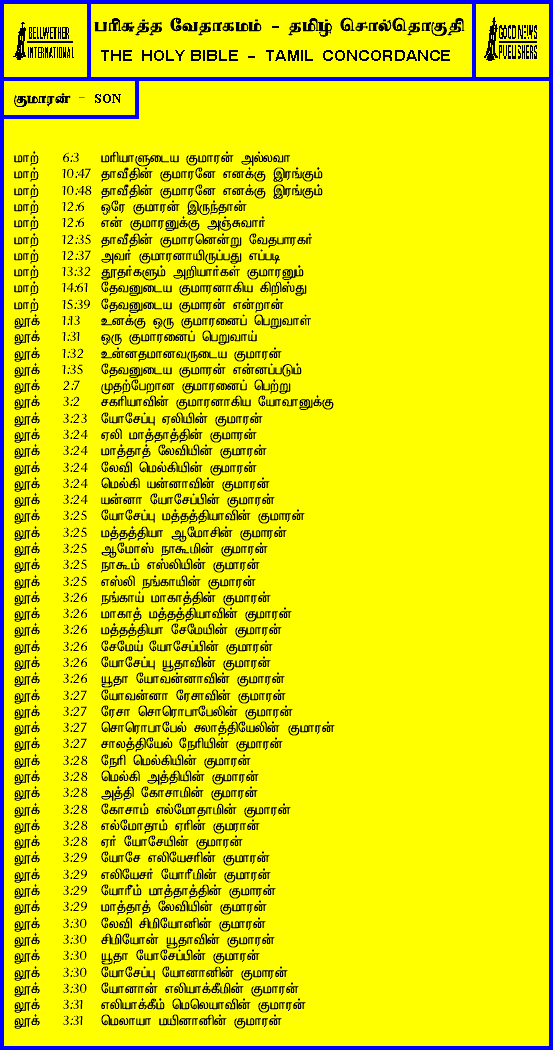 BELLWETHER INTERNATIONAL
பரிசுத்த வேதாகமம் - தமிழ் சொல்தொகுதி
THE HOLY BIBLE - TAMIL CONCORDANCE
GOOD NEWS PUBLISHERS
குமாரன் - SON
மாற் 6:3 மரியாளுடைய குமாரன் அல்லவா
மாற் 10:47 தாவீதின் குமாரனே எனக்கு இரங்கும்
மாற் 10:48 தாவீதின் குமாரனே எனக்கு இரங்கும்
மாற் 12:6 ஒரே குமாரன் இருந்தான்
மாற் 12:6 என் குமாரனுக்கு அஞ்சுவார்
மாற் 12:35 தாவீதின் குமாரனென்று வேதபாரகர்
மாற் 12:37 அவர் குமாரனாயிருப்பது எப்படி
மாற் 13:32 தூதர்களும் அறியார்கள் குமாரனும்
மாற் 14:61 தேவனுடைய குமாரனாகிய கிறிஸ்து
மாற் 15:39 தேவனுடைய குமாரன் என்றான்
லூக் 1:13 உனக்கு ஒரு குமாரனைப் பெறுவாள்
லூக் 1:31 ஒரு குமாரனைப் பெறுவாய்
லூக் 1:32 உன்னதமானவருடைய குமாரன்
லூக் 1:35 தேவனுடைய குமாரன் என்னப்படும்
லூக் 2:7 முதற்பேறான குமாரனைப் பெற்று
லூக் 3:2 சகரியாவின் குமாரனாகிய யோவானுக்கு
லூக் 3:23 யோசேப்பு ஏலியின் குமாரன்
லூக் 3:24 ஏலி மாத்தாத்தின் குமாரன்
லூக் 3:24 மாத்தாத் லேவியின் குமாரன்
லூக் 3:24 லேவி மெல்கியின் குமாரன்
லூக் 3:24 மெல்கி யன்னாவின் குமாரன்
லூக் 3:24 யன்னா யோசேப்பின் குமாரன்
லூக் 3:25 யோசேப்பு மத்தத்தியாவின் குமாரன்
லூக் 3:25 மத்தத்தியா ஆமோசின் குமாரன்
லூக் 3:25 ஆமோஸ் நாகூமின் குமாரன்
லூக் 3:25 நாகூம் எஸ்லியின் குமாரன்
லூக் 3:25 எஸ்லி நங்காயின் குமாரன்
லூக் 3:26 நங்காய் மாகாத்தின் குமாரன்
லூக் 3:26 மாகாத் மத்தத்தியாவின் குமாரன்
லூக் 3:26 மத்தத்தியா சேமேயின் குமாரன்
லூக் 3:26 சேமேய் யோசேப்பின் குமாரன்
லூக் 3:26 யோசேப்பு யூதாவின் குமாரன்
லூக் 3:26 யூதா யோவன்னாவின் குமாரன்
லூக் 3:27 யோவன்னா ரேசாவின் குமாரன்
லூக் 3:27 ரேசா சொரொபாபேலின் குமாரன்
லூக் 3:27 சொரொபாபேல் சலாத்தியேலின் குமாரன்
லூக் 3:27 சாலத்தியேல் நேரியின் குமாரன்
லூக் 3:28 நேரி மெல்கியின் குமாரன்
லூக் 3:28 மெல்கி அத்தியின் குமாரன்
லூக் 3:28 அத்தி கோசாமின் குமாரன்
லூக் 3:28 கோசாம் எல்மோதாமின் குமாரன்
லூக் 3:28 எல்மோதாம் ஏரின் குமரான்
லூக் 3:28 ஏர் யோசேயின் குமாரன்
லூக் 3:29 யோசே எலியேசரின் குமாரன்
லூக் 3:29 எலியேசர் யோரீமின் குமாரன்
லூக் 3:29 யோரீம் மாத்தாத்தின் குமாரன்
லூக் 3:29 மாத்தாத் லேவியின் குமாரன்
லூக் 3:30 லேவி சிமியோனின் குமாரன்
லூக் 3:30 சிமியோன் யூதாவின் குமாரன்
லூக் 3:30 யூதா யோசேப்பின் குமாரன்
லூக் 3:30 யோசேப்பு யோனானின் குமாரன்
லூக் 3:30 யோனான் எலியாக்கீமின் குமாரன்
லூக் 3:31 எலியாக்கீம் மெலெயாவின் குமாரன்
லூக் 3:31 மெலாயா மயினானின் குமாரன்